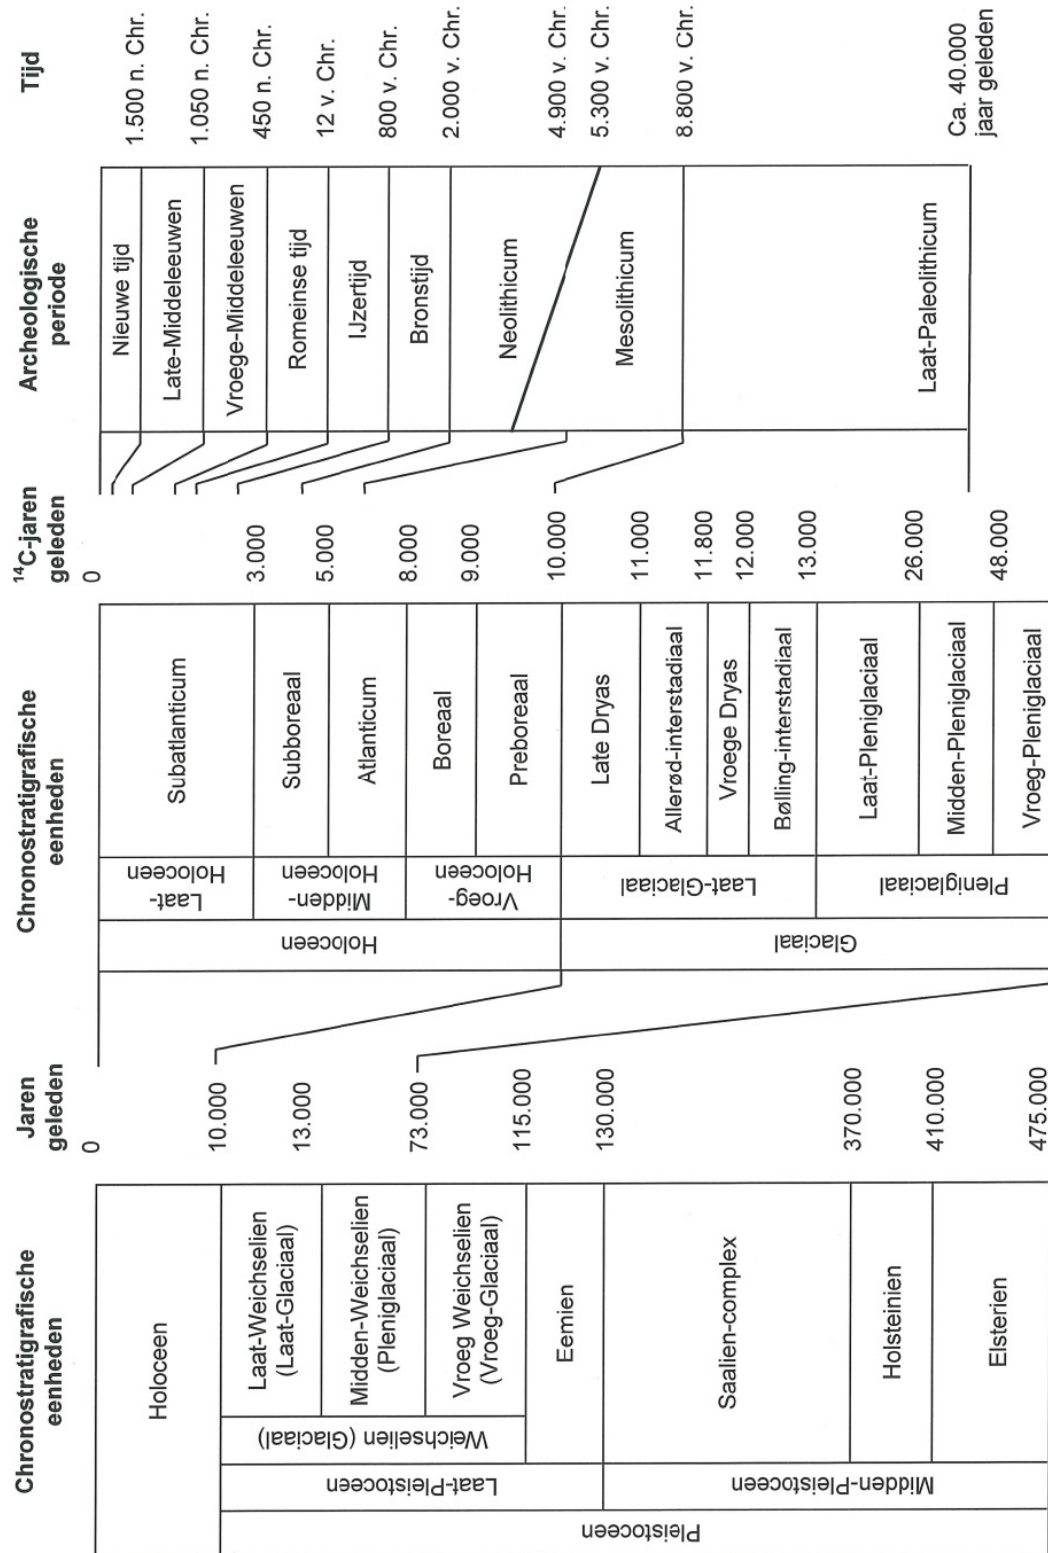 Chronostratigrafische
eenheden
Jaren
geleden
Chronostratigrafische
eenheden
¹⁴C-jaren
geleden
Archeologische
periode
Tijd
Pleistoceen
Laat-Pleistoceen
Midden-Pleistoceen
Weichselien (Glaciaal)
Holoceen
Laat-Weichselien
(Laat-Glaciaal)
Midden-Weichselien
(Pleniglaciaal)
Vroeg Weichselien
(Vroeg-Glaciaal)
Eemien
Saalien-complex
Holsteinien
Elsterien
0
10.000
13.000
73.000
115.000
130.000
370.000
410.000
475.000
Holoceen
Glaciaal
Laat-
Holoceen
Midden-
Holoceen
Vroeg-
Holoceen
Laat-Glaciaal
Pleniglaciaal
Subatlanticum
Subboreaal
Atlanticum
Boreaal
Preboreaal
Late Dryas
Allerød-interstadiaal
Vroege Dryas
Bølling-interstadiaal
Laat-Pleniglaciaal
Midden-Pleniglaciaal
Vroeg-Pleniglaciaal
0
3.000
5.000
8.000
9.000
10.000
11.000
11.800
12.000
13.000
26.000
48.000
Nieuwe tijd
Late-Middeleeuwen
Vroege-Middeleeuwen
Romeinse tijd
IJzertijd
Bronstijd
Neolithicum
Mesolithicum
Laat-Paleolithicum
1.500 n. Chr.
1.050 n. Chr.
450 n. Chr.
12 v. Chr.
800 v. Chr.
2.000 v. Chr.
4.900 v. Chr.
5.300 v. Chr.
8.800 v. Chr.
Ca. 40.000
jaar geleden